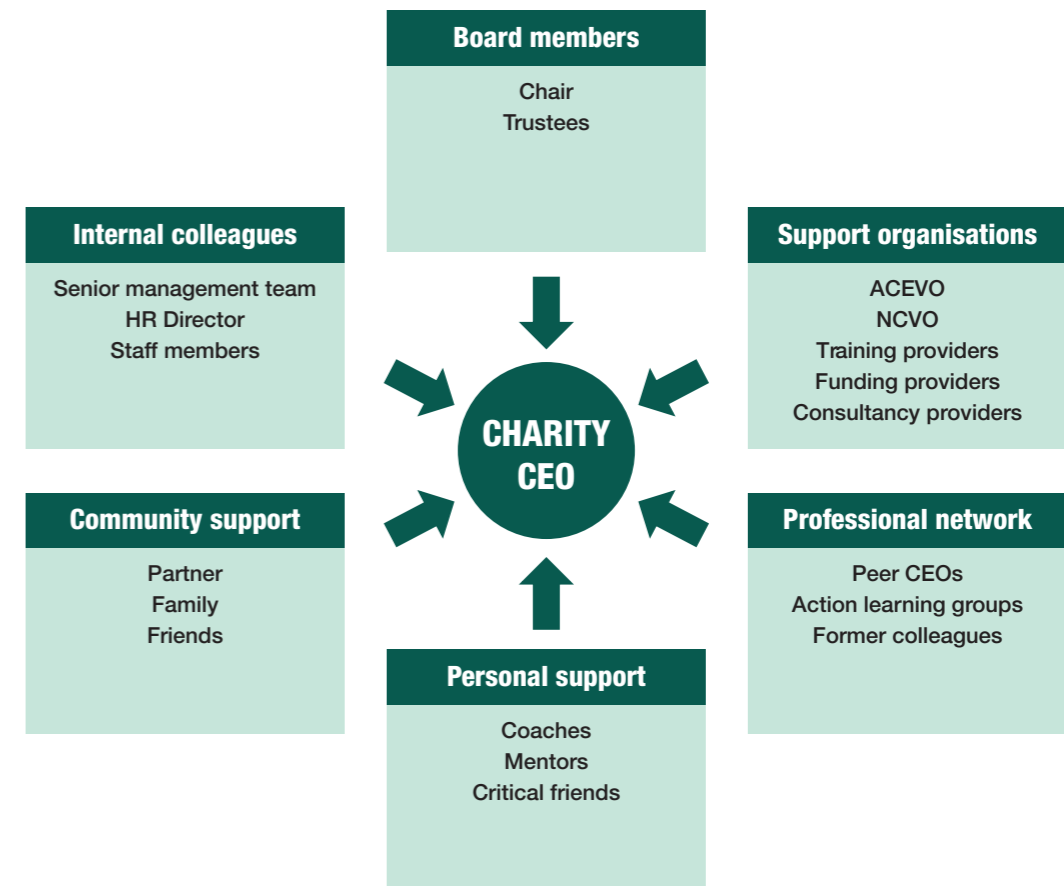 Board members
Chair
Trustees
Internal colleagues
Senior management team
HR Director
Staff members
Support organisations
ACEVO
NCVO
Training providers
Funding providers
Consultancy providers
CHARITY
CEO
Community support
Partner
Family
Friends
Professional network
Peer CEOs
Action learning groups
Former colleagues
Personal support
Coaches
Mentors
Critical friends